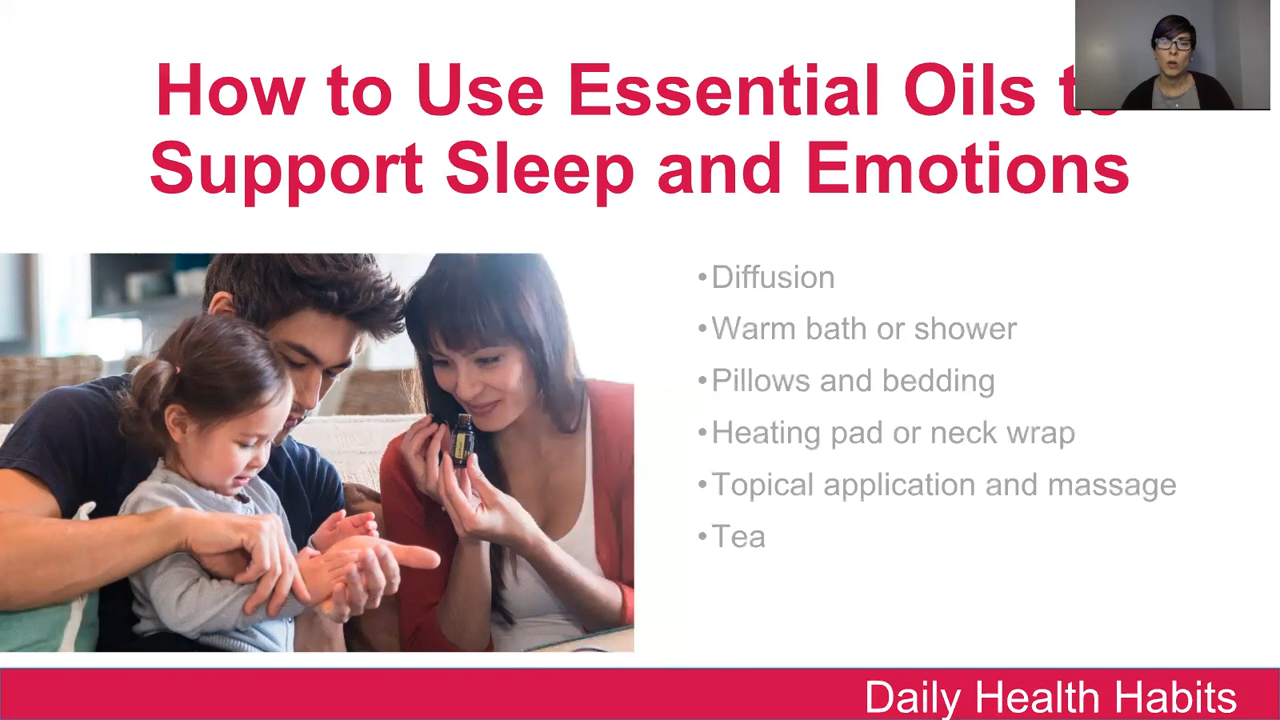 How to Use Essential Oils
Support Sleep and Emotions
•Diffusion
•Warm bath or shower
•Pillows and bedding
•Heating pad or neck wrap
•Topical application and massage
•Tea
Daily Health Habits